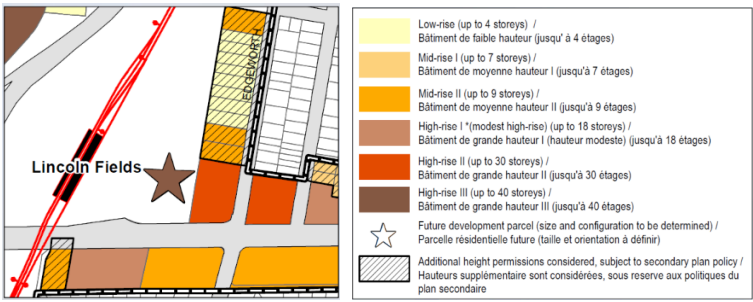 EDGEWORTH
Lincoln Fields
Low-rise (up to 4 storeys) /
Bâtiment de faible hauteur (jusqu' à 4 étages)
Mid-rise I (up to 7 storeys) /
Bâtiment de moyenne hauteur I (jusqu'à 7 étages)
Mid-rise II (up to 9 storeys) /
Bâtiment de moyenne hauteur II (jusqu'à 9 étages)
High-rise I *(modest high-rise) (up to 18 storeys) /
Bâtiment de grande hauteur I (hauteur modeste) (jusqu'à 18 étages)
High-rise II (up to 30 storeys) /
Bâtiment de grande hauteur II (jusqu'à 30 étages)
High-rise III (up to 40 storeys) /
Bâtiment de grande hauteur III (jusqu'à 40 étages)
Future development parcel (size and configuration to be determined) /
Parcelle résidentielle future (taille et orientation à définir)
Additional height permissions considered, subject to secondary plan policy /
Hauteurs supplémentaire sont considérées, sous reserve aux politiques du
plan secondaire